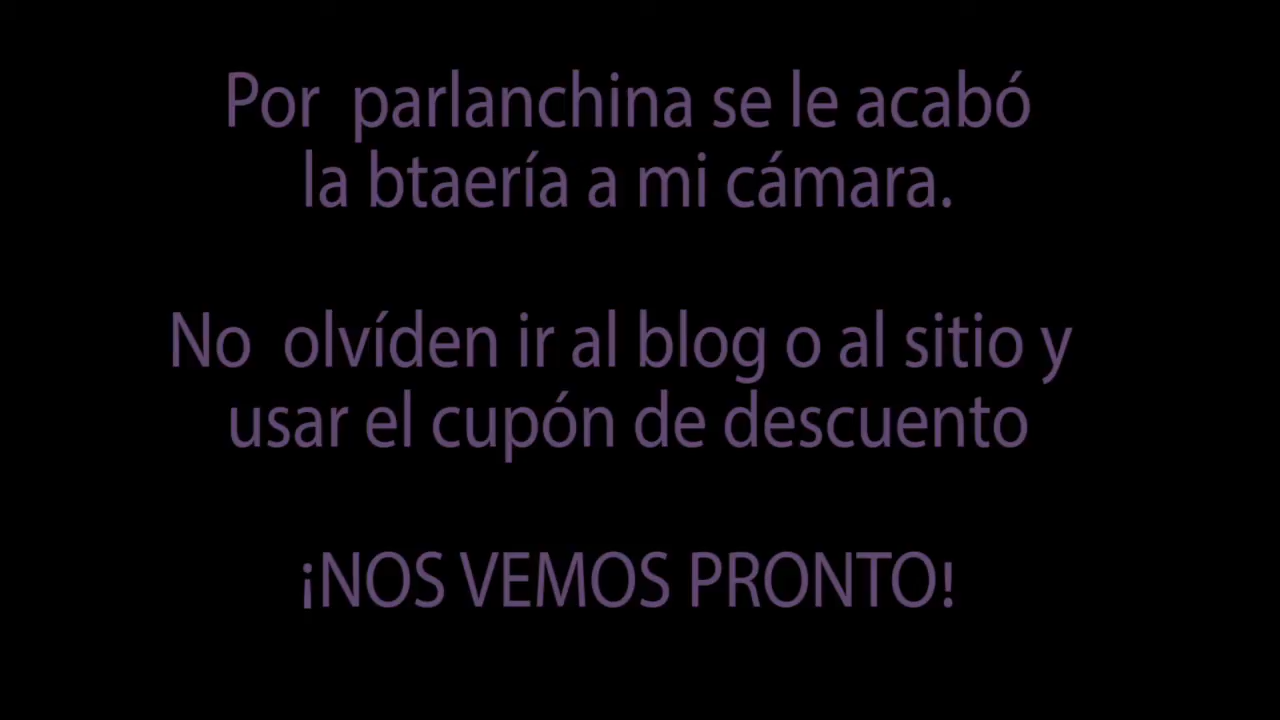 Por  parlanchina se le acabó
la btaería a mi cámara.
No  olvíden ir al blog o al sitio y
usar el cupón de descuento
¡NOS VEMOS PRONTO!